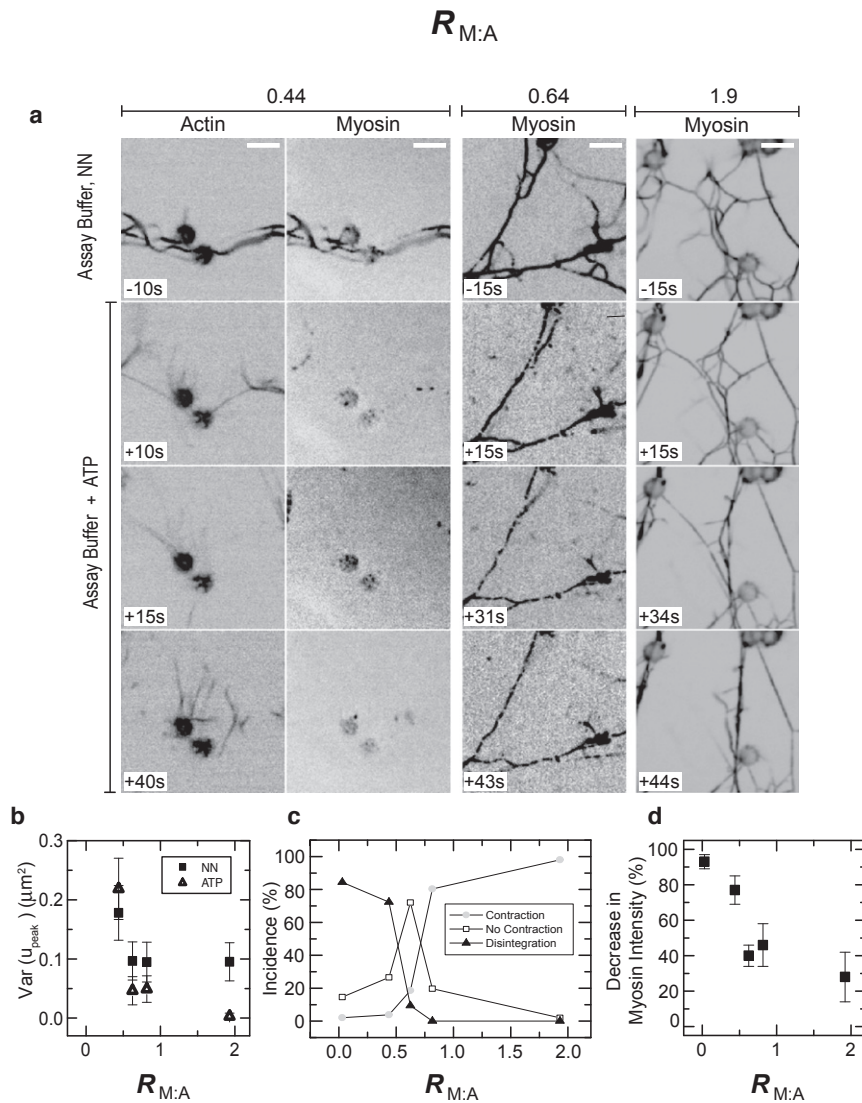 R M:A
0.44 0.64 1.9
a
Actin Myosin Myosin Myosin
Assay Buffer, NN
-10s -15s -15s
Assay Buffer + ATP
+10s +15s +15s
+15s +31s +34s
+40s +43s +44s
b
Var (u peak ) (μm²)
0.3
0.2
0.1
0.0
NN
ATP
0 1 2
R M:A
c
Incidence (%)
100
80
60
40
20
0
Contraction
No Contraction
Disintegration
0.0 0.5 1.0 1.5 2.0
R M:A
d
Decrease in
Myosin Intensity (%)
100
80
60
40
20
0
0 1 2
R M:A